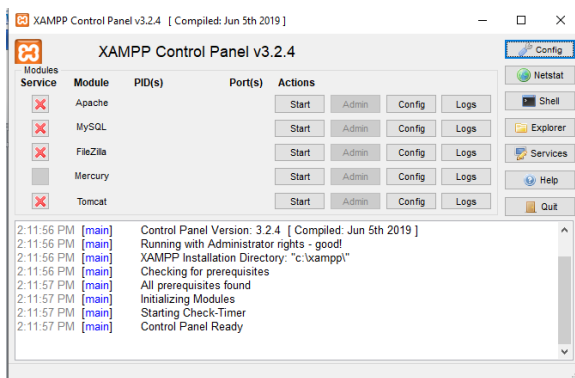 XAMPP Control Panel v3.2.4 [ Compiled: Jun 5th 2019 ]
XAMPP Control Panel v3.2.4
Config
Modules
Service Module PID(s) Port(s) Actions
Netstat
Apache Start Admin Config Logs
Shell
MySQL Start Admin Config Logs
Explorer
FileZilla Start Admin Config Logs
Services
Mercury Start Admin Config Logs
Help
Tomcat Start Admin Config Logs
Quit
2:11:56 PM [main] Control Panel Version: 3.2.4 [ Compiled: Jun 5th 2019 ]
2:11:56 PM [main] Running with Administrator rights - good!
2:11:56 PM [main] XAMPP Installation Directory: "c:\xampp\"
2:11:56 PM [main] Checking for prerequisites
2:11:57 PM [main] All prerequisites found
2:11:57 PM [main] Initializing Modules
2:11:57 PM [main] Starting Check-Timer
2:11:57 PM [main] Control Panel Ready